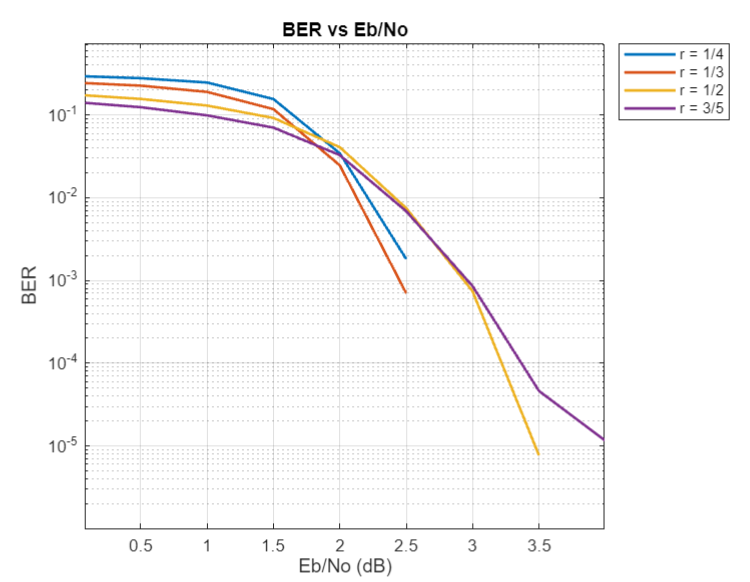 BER vs Eb/No
r = 1/4
r = 1/3
r = 1/2
r = 3/5
10-1
10-2
10-3
10-4
10-5
BER
0.5 1 1.5 2 2.5 3 3.5
Eb/No (dB)